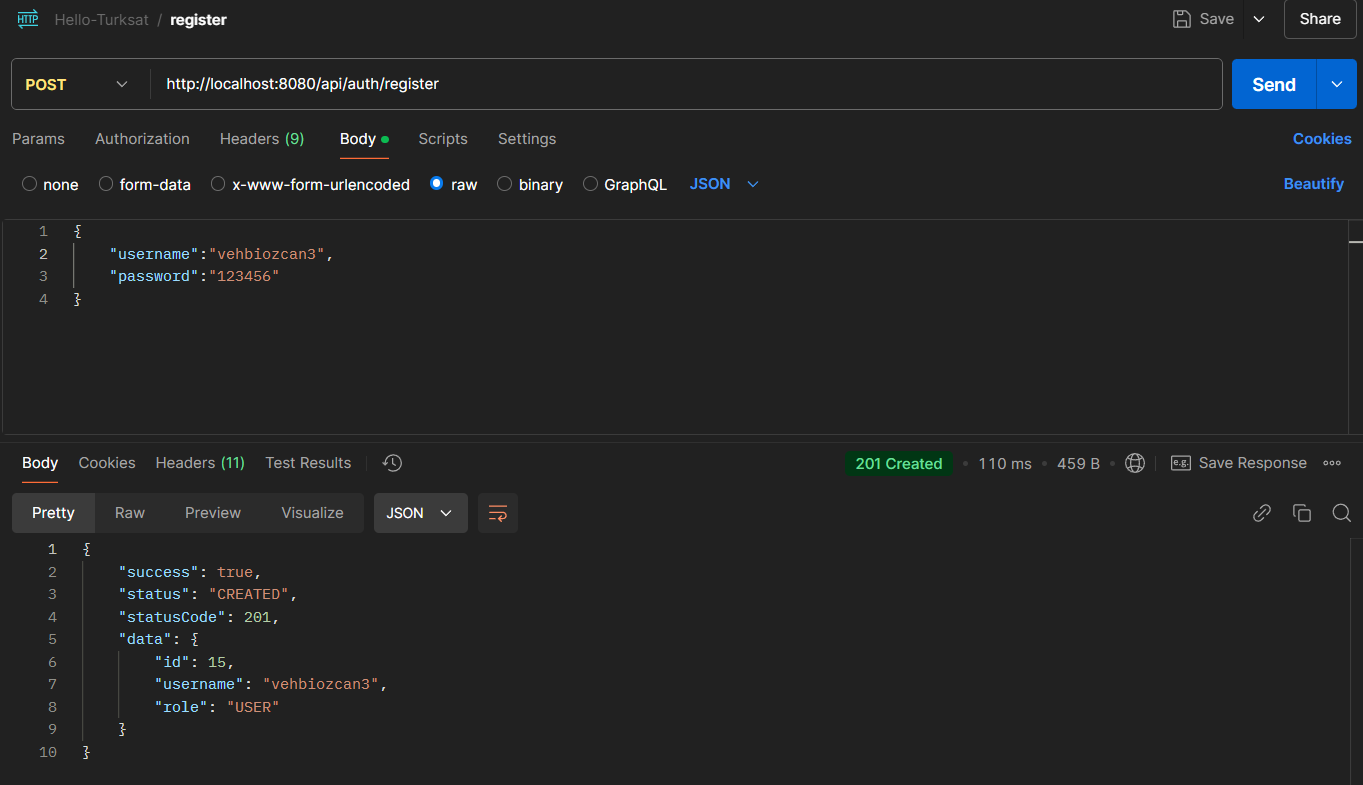 HTTP Hello-Turksat / register Save Share
POST http://localhost:8080/api/auth/register Send
Params Authorization Headers (9) Body Scripts Settings Cookies
none form-data x-www-form-urlencoded raw binary GraphQL JSON Beautify
1 {
2 "username":"vehbiozcan3",
3 "password":"123456"
4 }
Body Cookies Headers (11) Test Results 201 Created • 110 ms • 459 B • e.g. Save Response
Pretty Raw Preview Visualize JSON
1 {
2 "success": true,
3 "status": "CREATED",
4 "statusCode": 201,
5 "data": {
6 "id": 15,
7 "username": "vehbiozcan3",
8 "role": "USER"
9 }
10 }